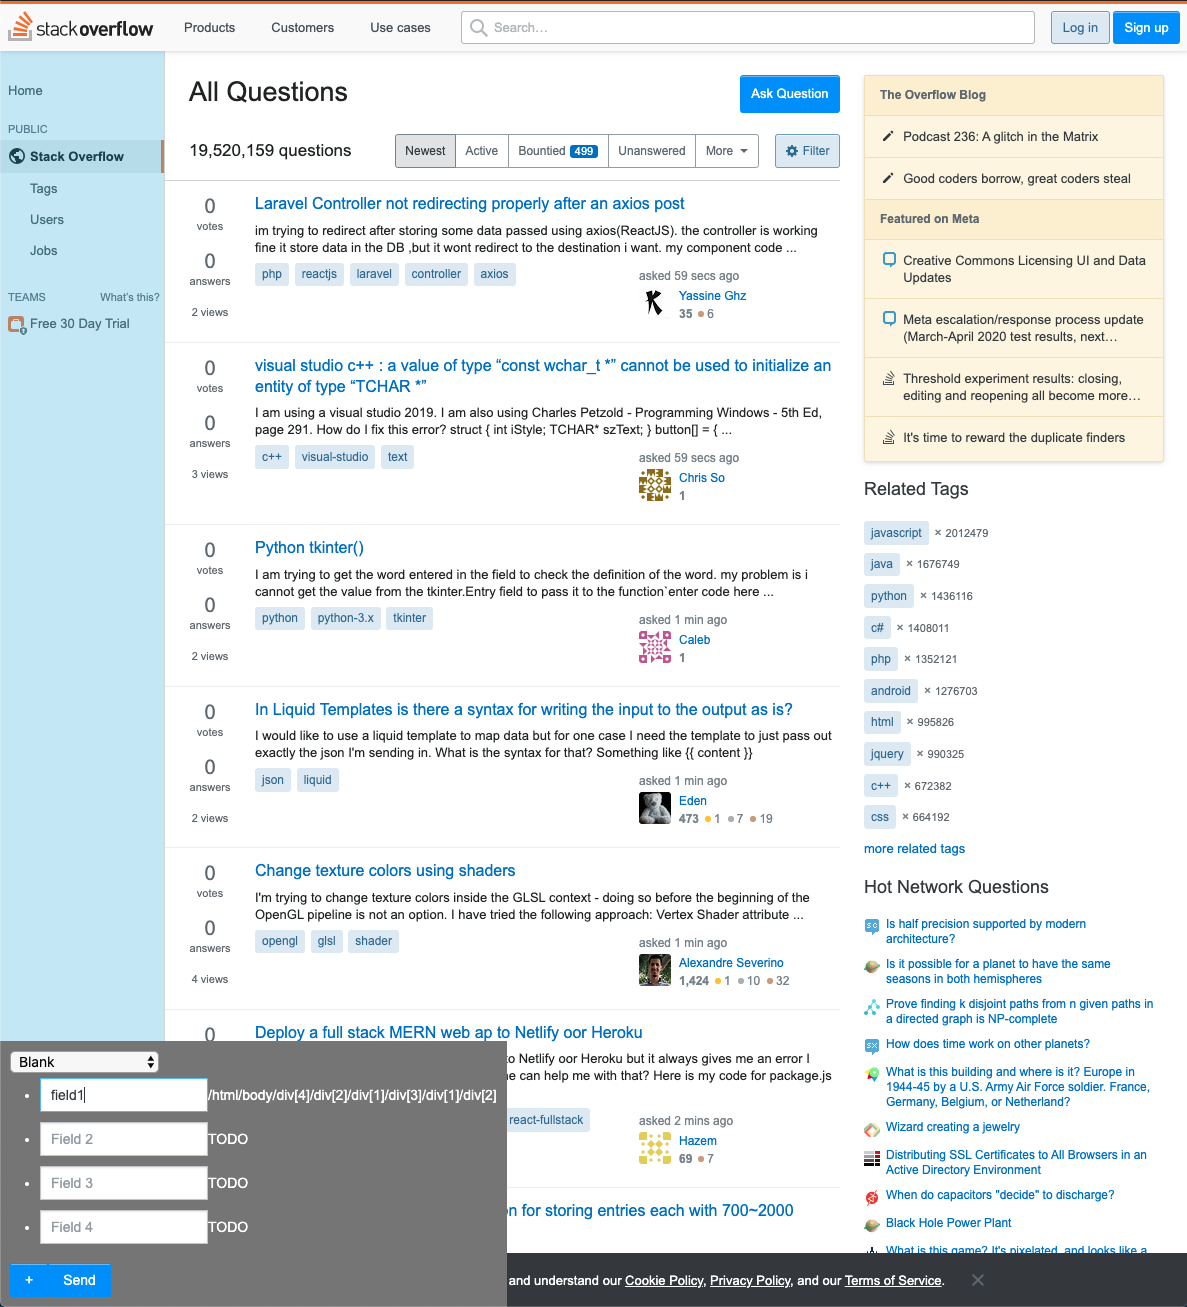 stackoverflow
Products
Customers
Use cases
Search…
Log in
Sign up
Home
PUBLIC
Stack Overflow
Tags
Users
Jobs
TEAMS
What's this?
Free 30 Day Trial
All Questions
Ask Question
19,520,159 questions
Newest
Active
Bountied 499
Unanswered
More
Filter
0
votes
0
answers
2 views
Laravel Controller not redirecting properly after an axios post
im trying to redirect after storing some data passed using axios(ReactJS). the controller is working
fine it store data in the DB ,but it wont redirect to the destination i want. my component code ...
php reactjs laravel controller axios
asked 59 secs ago
Yassine Ghz
35 6
0
votes
0
answers
3 views
visual studio c++ : a value of type “const wchar_t *” cannot be used to initialize an
entity of type “TCHAR *”
I am using a visual studio 2019. I am also using Charles Petzold - Programming Windows - 5th Ed,
page 291. How do I fix this error? struct { int iStyle; TCHAR* szText; } button[] = { ...
c++ visual-studio text
asked 59 secs ago
Chris So
1
0
votes
0
answers
2 views
Python tkinter()
I am trying to get the word entered in the field to check the definition of the word. my problem is i
cannot get the value from the tkinter.Entry field to pass it to the function`enter code here ...
python python-3.x tkinter
asked 1 min ago
Caleb
1
0
votes
0
answers
2 views
In Liquid Templates is there a syntax for writing the input to the output as is?
I would like to use a liquid template to map data but for one case I need the template to just pass out
exactly the json I'm sending in. What is the syntax for that? Something like {{ content }}
json liquid
asked 1 min ago
Eden
473 1 7 19
0
votes
0
answers
4 views
Change texture colors using shaders
I'm trying to change texture colors inside the GLSL context - doing so before the beginning of the
OpenGL pipeline is not an option. I have tried the following approach: Vertex Shader attribute ...
opengl glsl shader
asked 1 min ago
Alexandre Severino
1,424 1 10 32
0
Deploy a full stack MERN web ap to Netlify oor Heroku
o Netlify oor Heroku but it always gives me an error I
ne can help me with that? Here is my code for package.js
react-fullstack
asked 2 mins ago
Hazem
69 7
n for storing entries each with 700~2000
The Overflow Blog
Podcast 236: A glitch in the Matrix
Good coders borrow, great coders steal
Featured on Meta
Creative Commons Licensing UI and Data
Updates
Meta escalation/response process update
(March-April 2020 test results, next…
Threshold experiment results: closing,
editing and reopening all become more…
It's time to reward the duplicate finders
Related Tags
javascript × 2012479
java × 1676749
python × 1436116
c# × 1408011
php × 1352121
android × 1276703
html × 995826
jquery × 990325
c++ × 672382
css × 664192
more related tags
Hot Network Questions
Is half precision supported by modern
architecture?
Is it possible for a planet to have the same
seasons in both hemispheres
Prove finding k disjoint paths from n given paths in
a directed graph is NP-complete
How does time work on other planets?
What is this building and where is it? Europe in
1944-45 by a U.S. Army Air Force soldier. France,
Germany, Belgium, or Netherland?
Wizard creating a jewelry
Distributing SSL Certificates to All Browsers in an
Active Directory Environment
When do capacitors "decide" to discharge?
Black Hole Power Plant
What is this game? It's pixelated, and looks like a
Blank
field1 /html/body/div[4]/div[2]/div[1]/div[3]/div[1]/div[2]
Field 2 TODO
Field 3 TODO
Field 4 TODO
+ Send
and understand our Cookie Policy, Privacy Policy, and our Terms of Service.